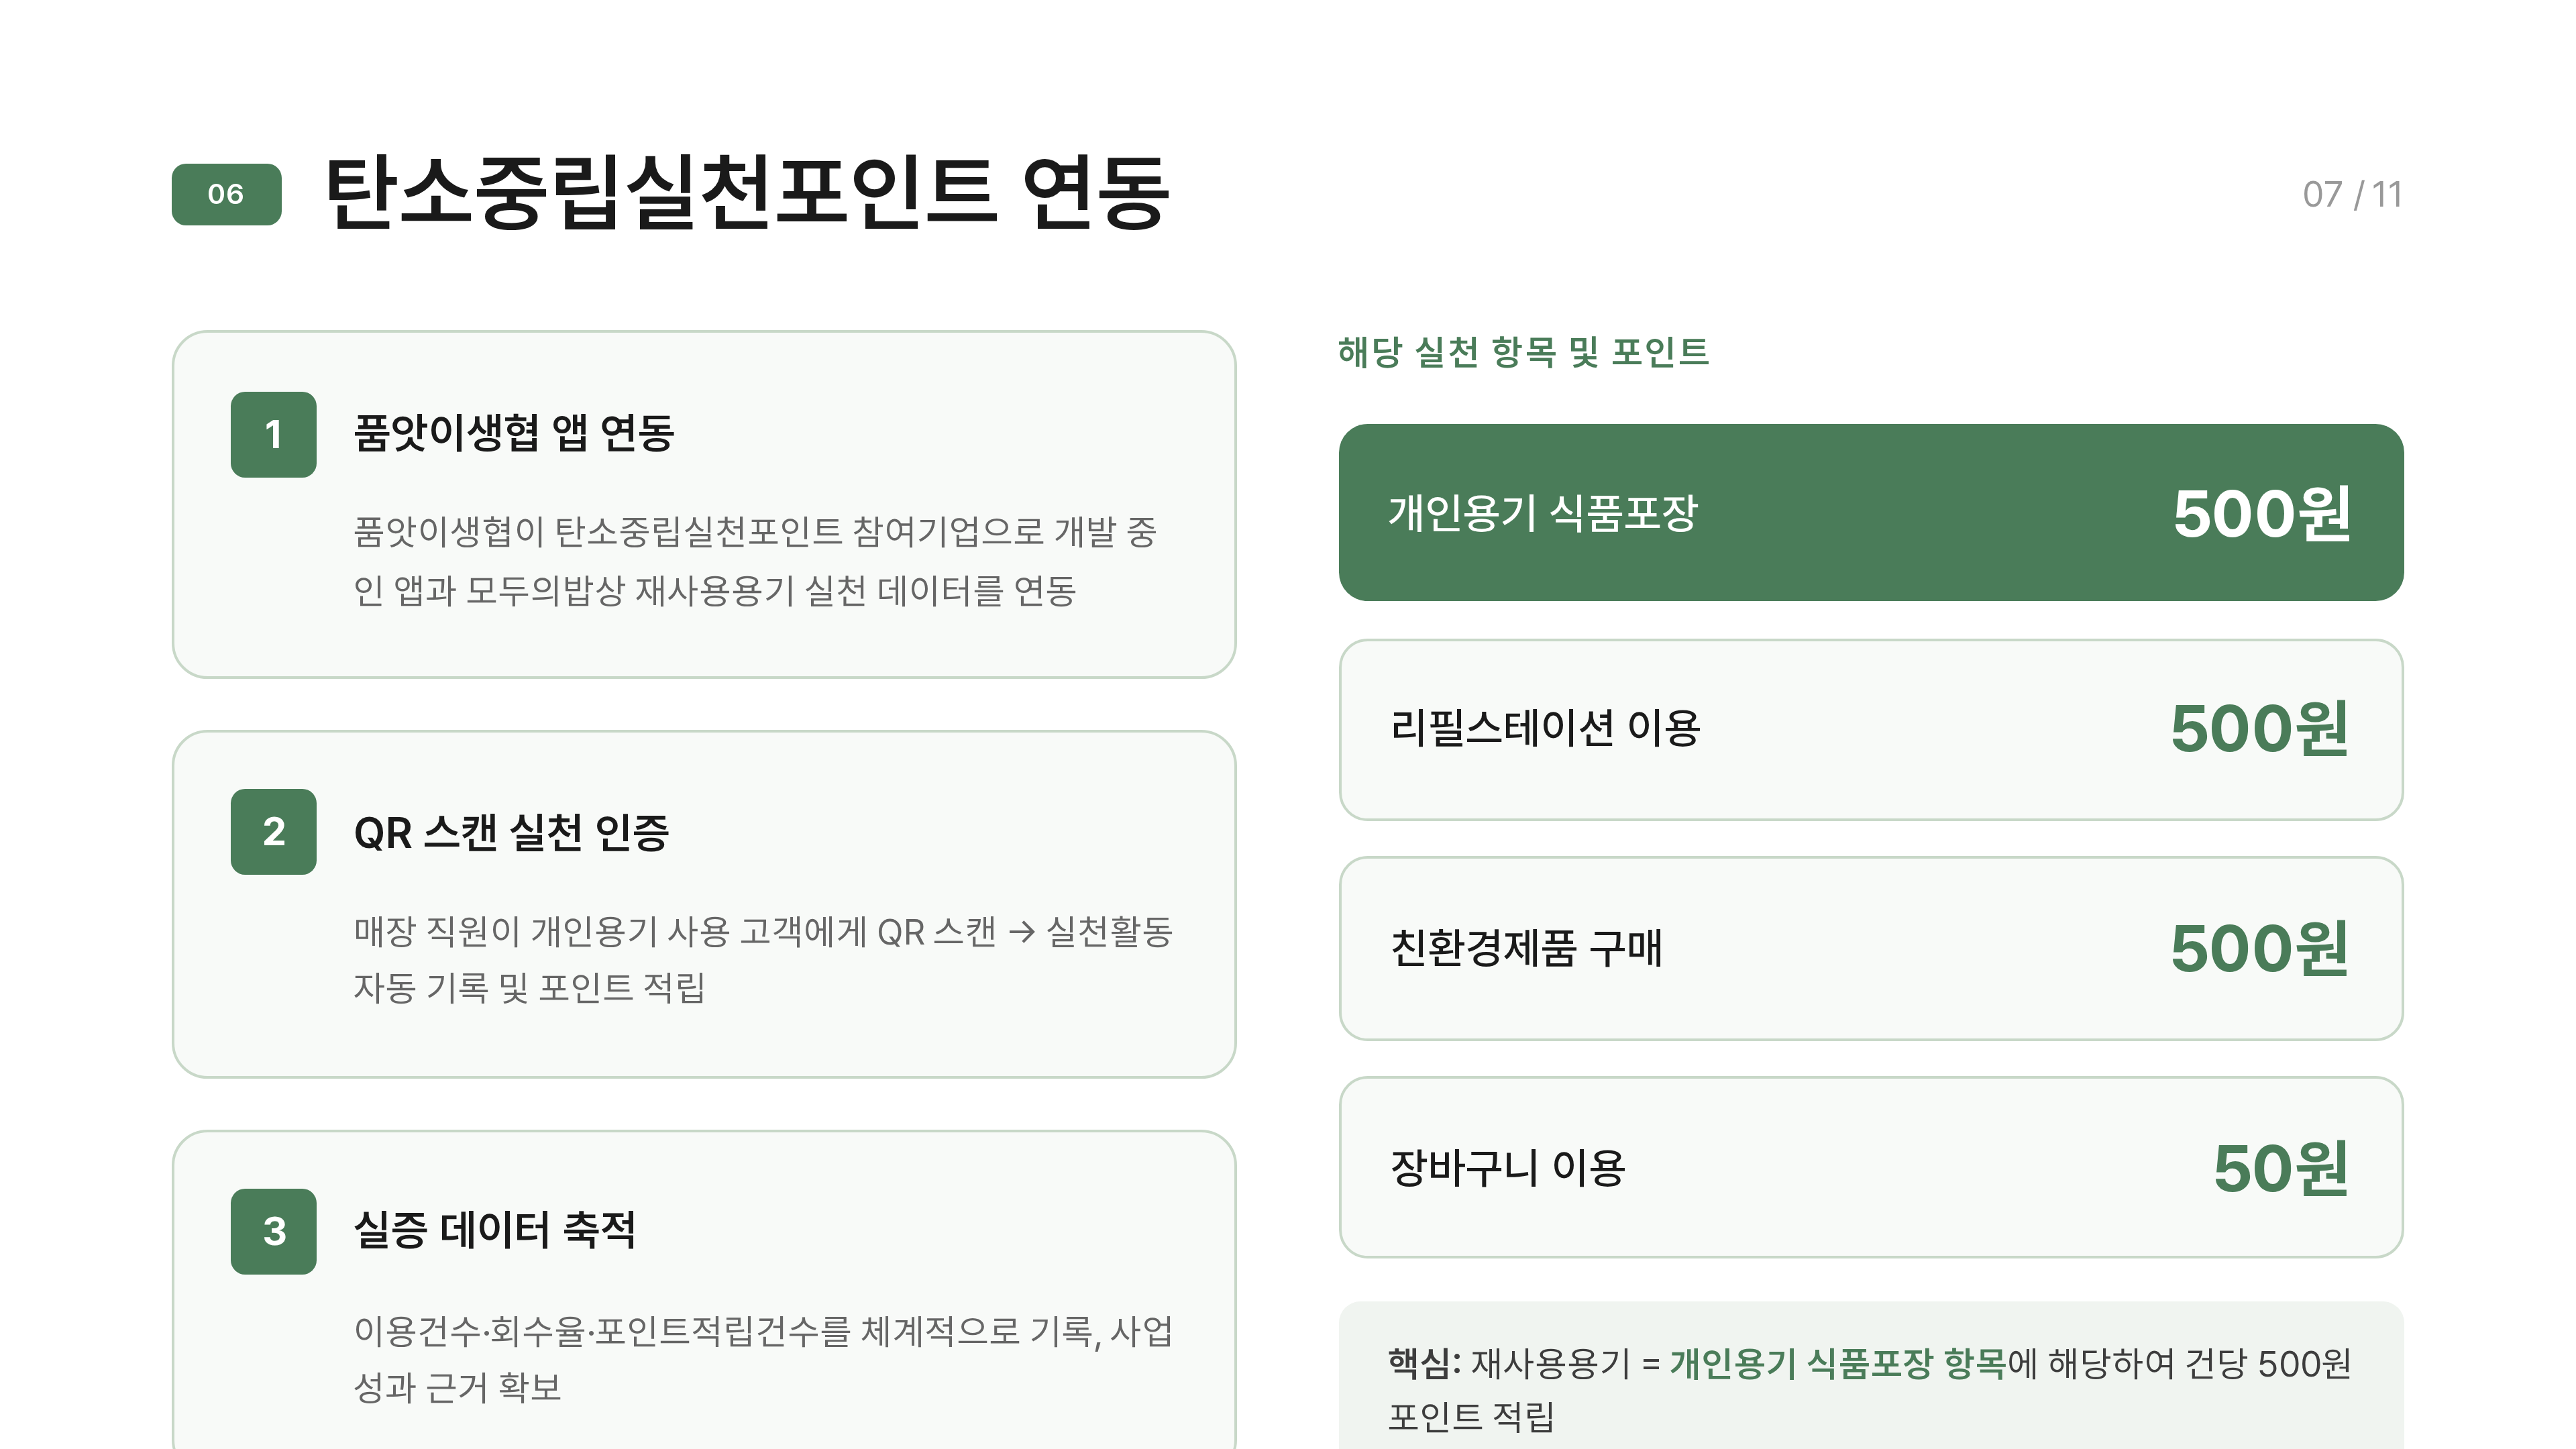 06
탄소중립실천포인트 연동
07 / 11
1
품앗이생협 앱 연동
품앗이생협이 탄소중립실천포인트 참여기업으로 개발 중
인 앱과 모두의밥상 재사용용기 실천 데이터를 연동
2
QR 스캔 실천 인증
매장 직원이 개인용기 사용 고객에게 QR 스캔 → 실천활동
자동 기록 및 포인트 적립
3
실증 데이터 축적
이용건수·회수율·포인트적립건수를 체계적으로 기록, 사업
성과 근거 확보
해당 실천 항목 및 포인트
개인용기 식품포장
500원
리필스테이션 이용
500원
친환경제품 구매
500원
장바구니 이용
50원
핵심: 재사용용기 = 개인용기 식품포장 항목에 해당하여 건당 500원
포인트 적립